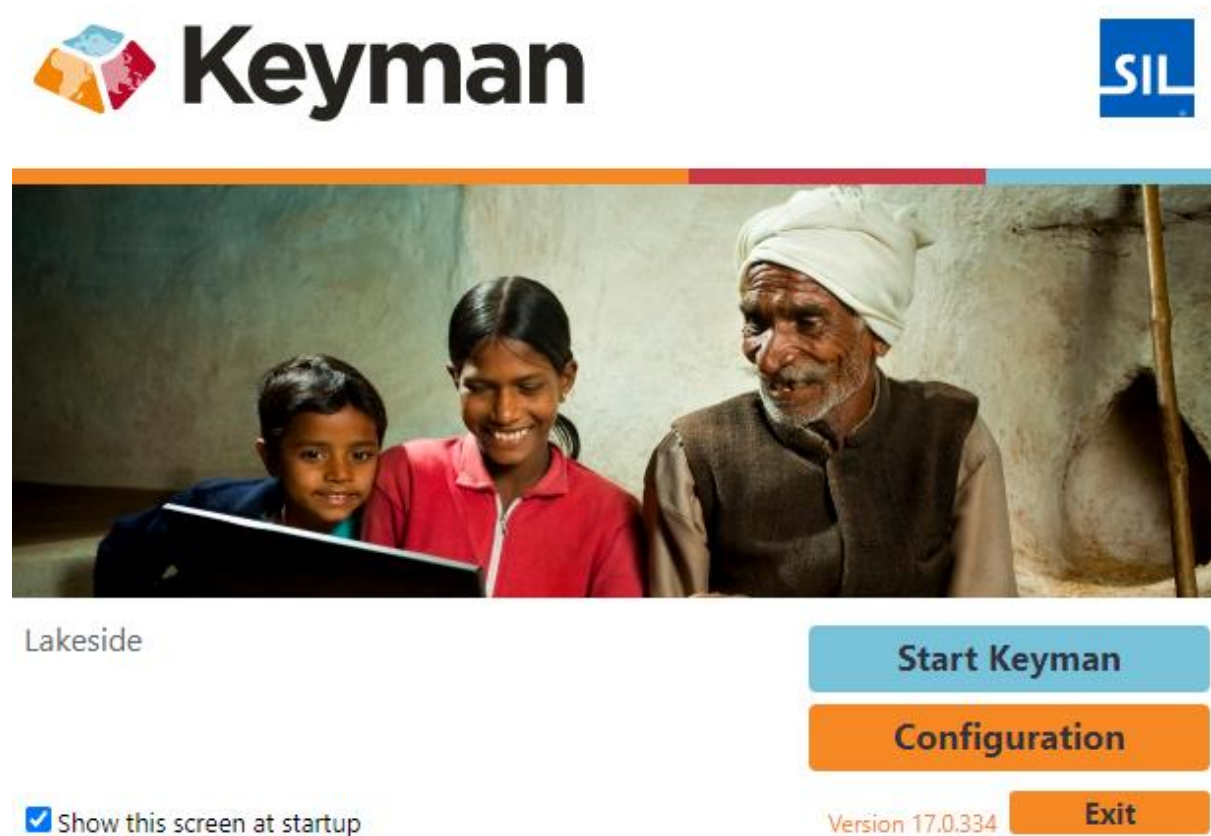 Keyman
SIL
Lakeside
Start Keyman
Configuration
Show this screen at startup
Version 17.0.334
Exit